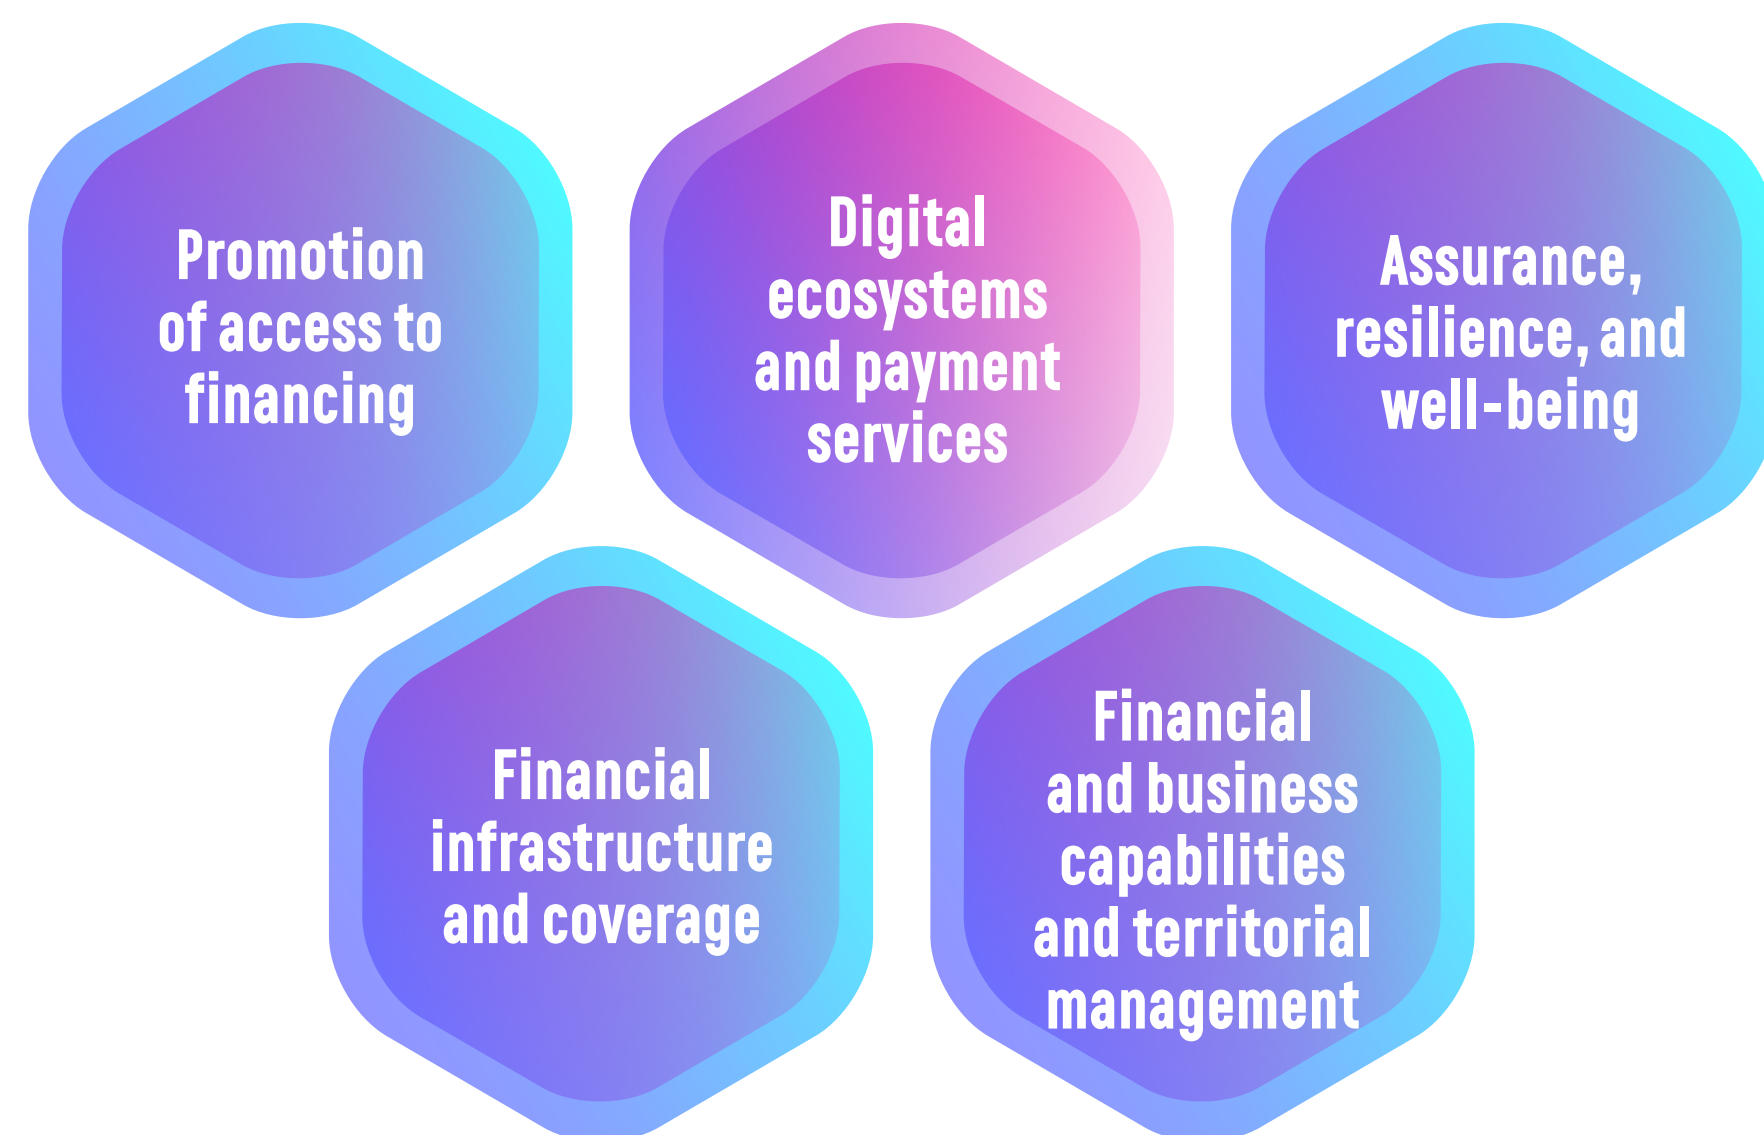 Promotion
of access to
financing
Digital
ecosystems
and payment
services
Assurance,
resilience, and
well-being
Financial
infrastructure
and coverage
Financial
and business
capabilities
and territorial
management